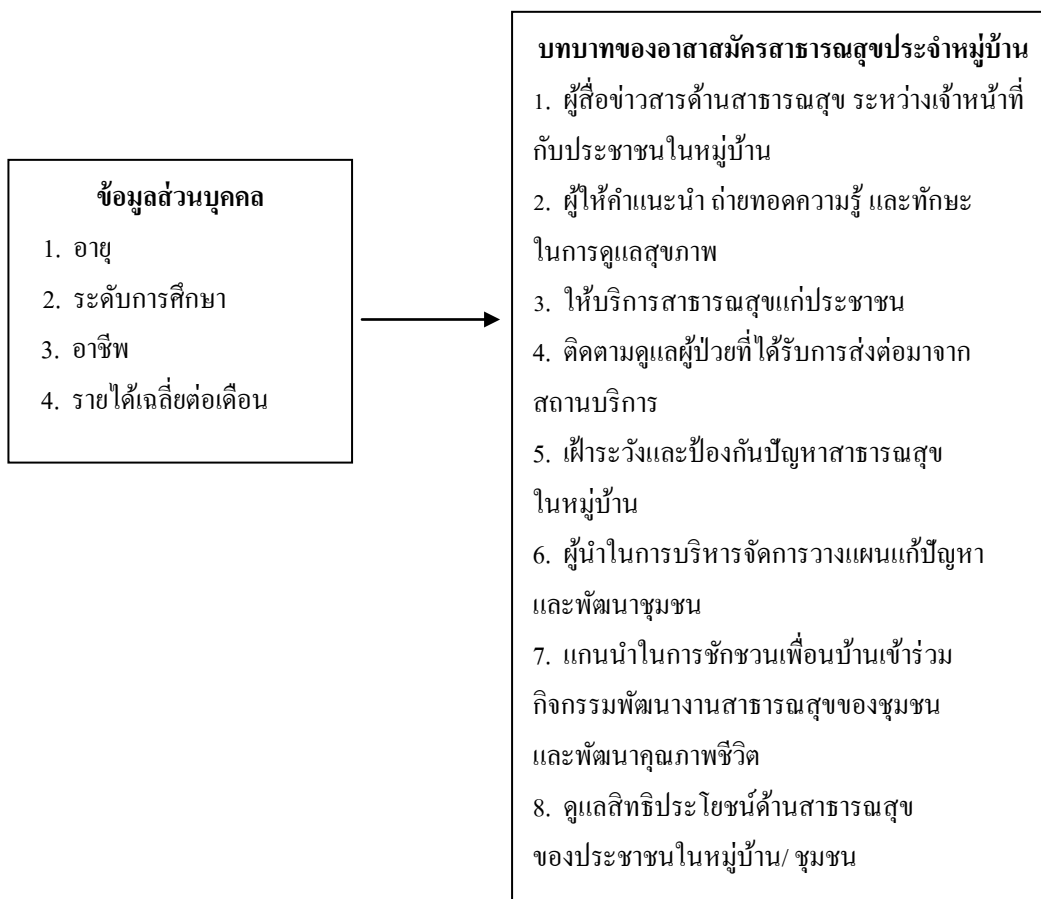 ข้อมูลส่วนบุคคล
1. อายุ
2. ระดับการศึกษา
3. อาชีพ
4. รายได้เฉลี่ยต่อเดือน
บทบาทของอาสาสมัครสาธารณสุขประจำหมู่บ้าน
1. ผู้สื่อข่าวสารด้านสาธารณสุข ระหว่างเจ้าหน้าที่
กับประชาชนในหมู่บ้าน
2. ผู้ให้คำแนะนำ ถ่ายทอดความรู้ และทักษะ
ในการดูแลสุขภาพ
3. ให้บริการสาธารณสุขแก่ประชาชน
4. ติดตามดูแลผู้ป่วยที่ได้รับการส่งต่อมาจาก
สถานบริการ
5. เฝ้าระวังและป้องกันปัญหาสาธารณสุข
ในหมู่บ้าน
6. ผู้นำในการบริหารจัดการวางแผนแก้ปัญหา
และพัฒนาชุมชน
7. แกนนำในการชักชวนเพื่อนบ้านเข้าร่วม
กิจกรรมพัฒนางานสาธารณสุขของชุมชน
และพัฒนาคุณภาพชีวิต
8. ดูแลสิทธิประโยชน์ด้านสาธารณสุข
ของประชาชนในหมู่บ้าน/ ชุมชน